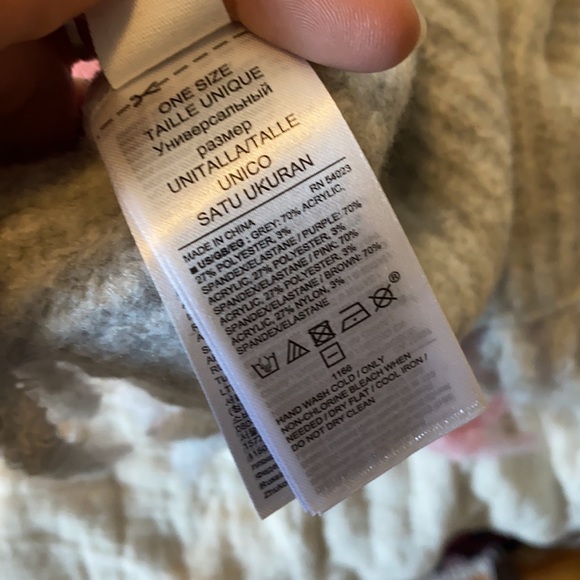 ONE SIZE
TAILLE UNIQUE
Универсальный
размер
UNITALLA/TALLE
UNICO
SATU UKURAN
MADE IN CHINA RN 54023
US/GB/EG : GREY: 70% ACRYLIC,
27% POLYESTER, 3%
SPANDEX/ELASTANE / PURPLE: 70%
ACRYLIC, 27% POLYESTER, 3%
SPANDEX/ELASTANE / PINK: 70%
ACRYLIC, 27% POLYESTER, 3%
SPANDEX/ELASTANE / BROWN: 70%
ACRYLIC, 27% NYLON, 3%
SPANDEX/ELASTANE
®
1166
HAND WASH COLD / ONLY
NON-CHLORINE BLEACH WHEN
NEEDED / DRY FLAT / COOL IRON /
DO NOT DRY CLEAN